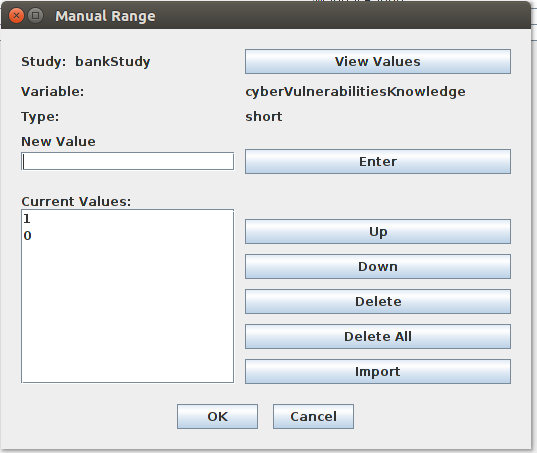 Manual Range
Study: bankStudy
View Values
Variable:
cyberVulnerabilitiesKnowledge
Type:
short
New Value
Enter
Current Values:
1
0
Up
Down
Delete
Delete All
Import
OK
Cancel